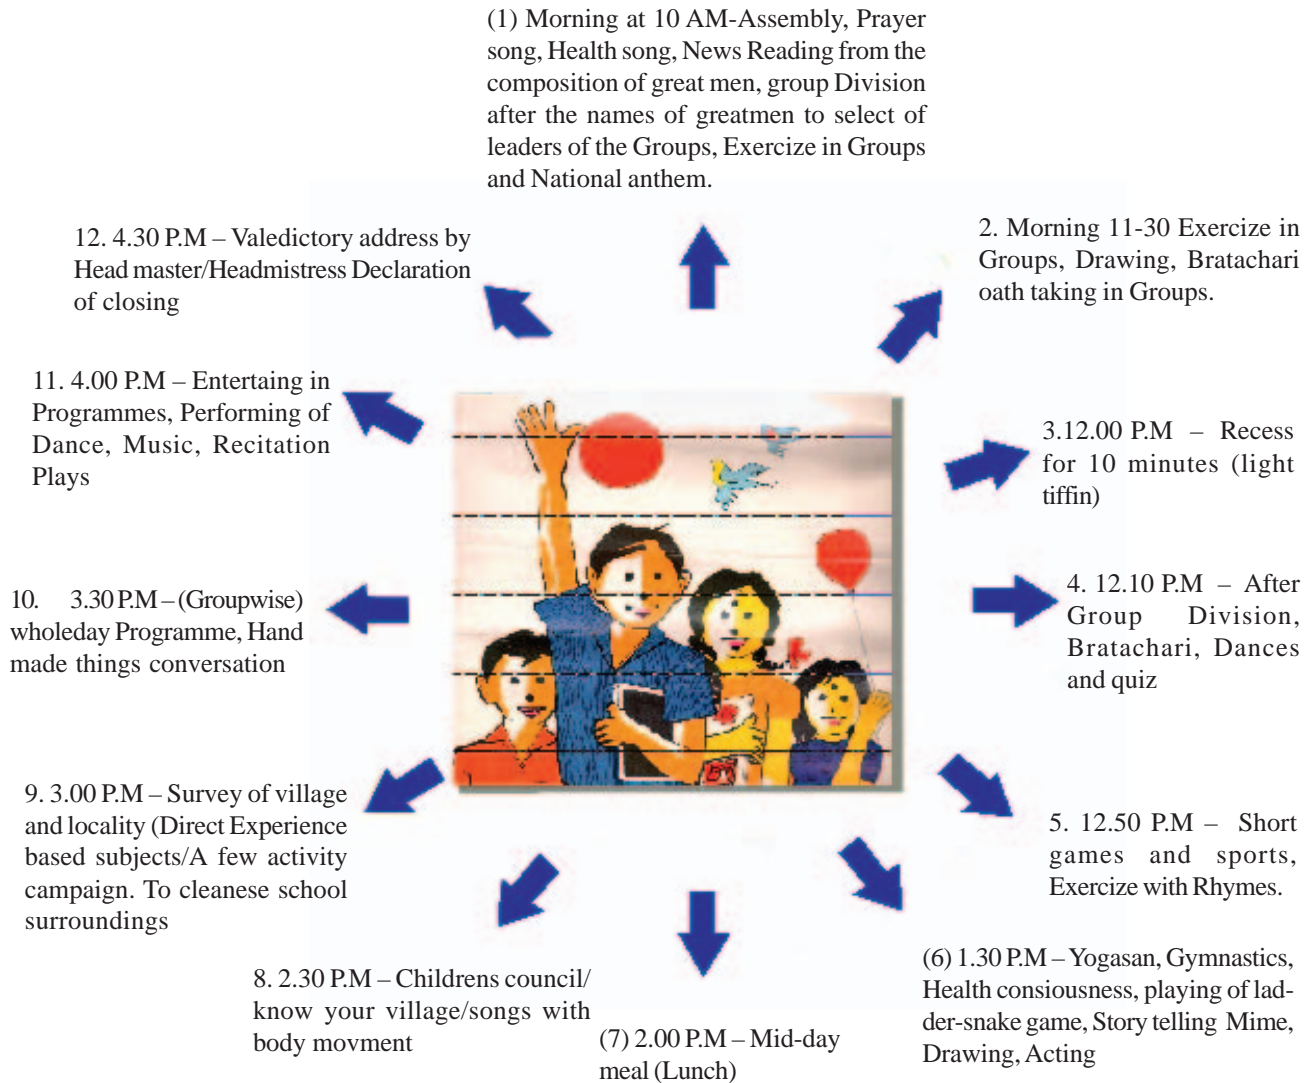 (1) Morning at 10 AM-Assembly, Prayer
song, Health song, News Reading from the
composition of great men, group Division
after the names of greatmen to select of
leaders of the Groups, Exercize in Groups
and National anthem.
2. Morning 11-30 Exercize in
Groups, Drawing, Bratachari
oath taking in Groups.
3.12.00 P.M – Recess
for 10 minutes (light
tiffin)
4. 12.10 P.M – After
Group Division,
Bratachari, Dances
and quiz
5. 12.50 P.M – Short
games and sports,
Exercize with Rhymes.
(6) 1.30 P.M – Yogasan, Gymnastics,
Health consiousness, playing of lad-
der-snake game, Story telling Mime,
Drawing, Acting
(7) 2.00 P.M – Mid-day
meal (Lunch)
8. 2.30 P.M – Childrens council/
know your village/songs with
body movment
9. 3.00 P.M – Survey of village
and locality (Direct Experience
based subjects/A few activity
campaign. To cleanese school
surroundings
10. 3.30 P.M – (Groupwise)
wholeday Programme, Hand
made things conversation
11. 4.00 P.M – Entertaing in
Programmes, Performing of
Dance, Music, Recitation
Plays
12. 4.30 P.M – Valedictory address by
Head master/Headmistress Declaration
of closing